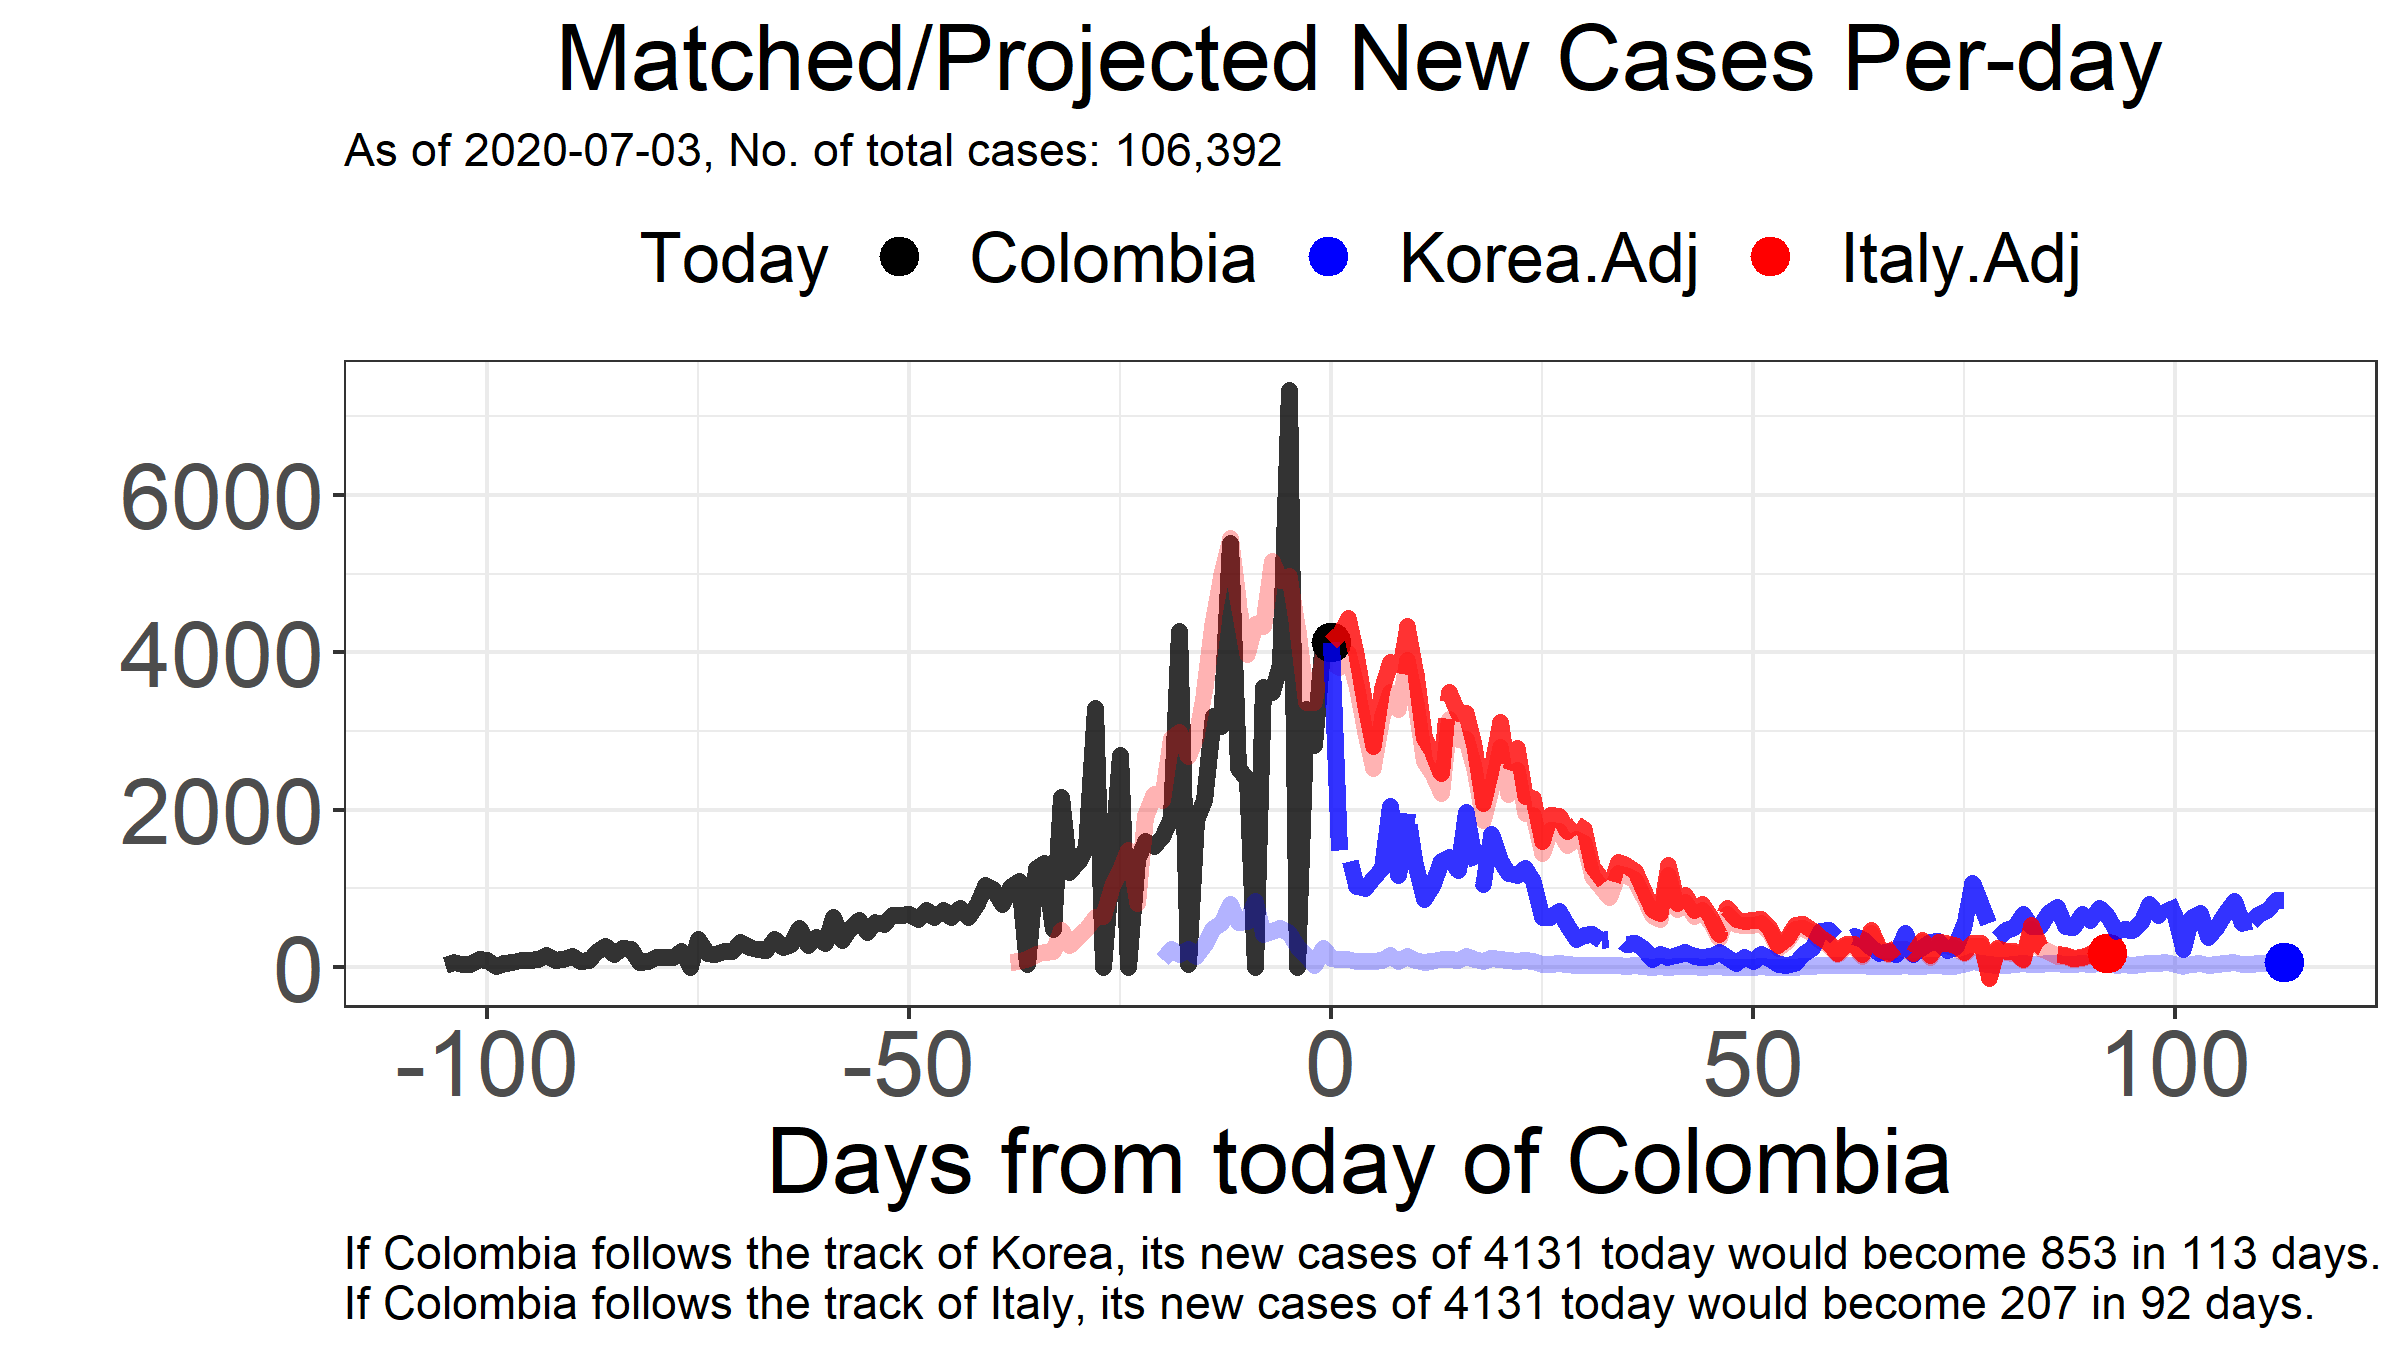 Matched/Projected New Cases Per-day
As of 2020-07-03, No. of total cases: 106,392
Today Colombia Korea.Adj Italy.Adj
6000
4000
2000
0
-100 -50 0 50 100
Days from today of Colombia
If Colombia follows the track of Korea, its new cases of 4131 today would become 853 in 113 days.
If Colombia follows the track of Italy, its new cases of 4131 today would become 207 in 92 days.